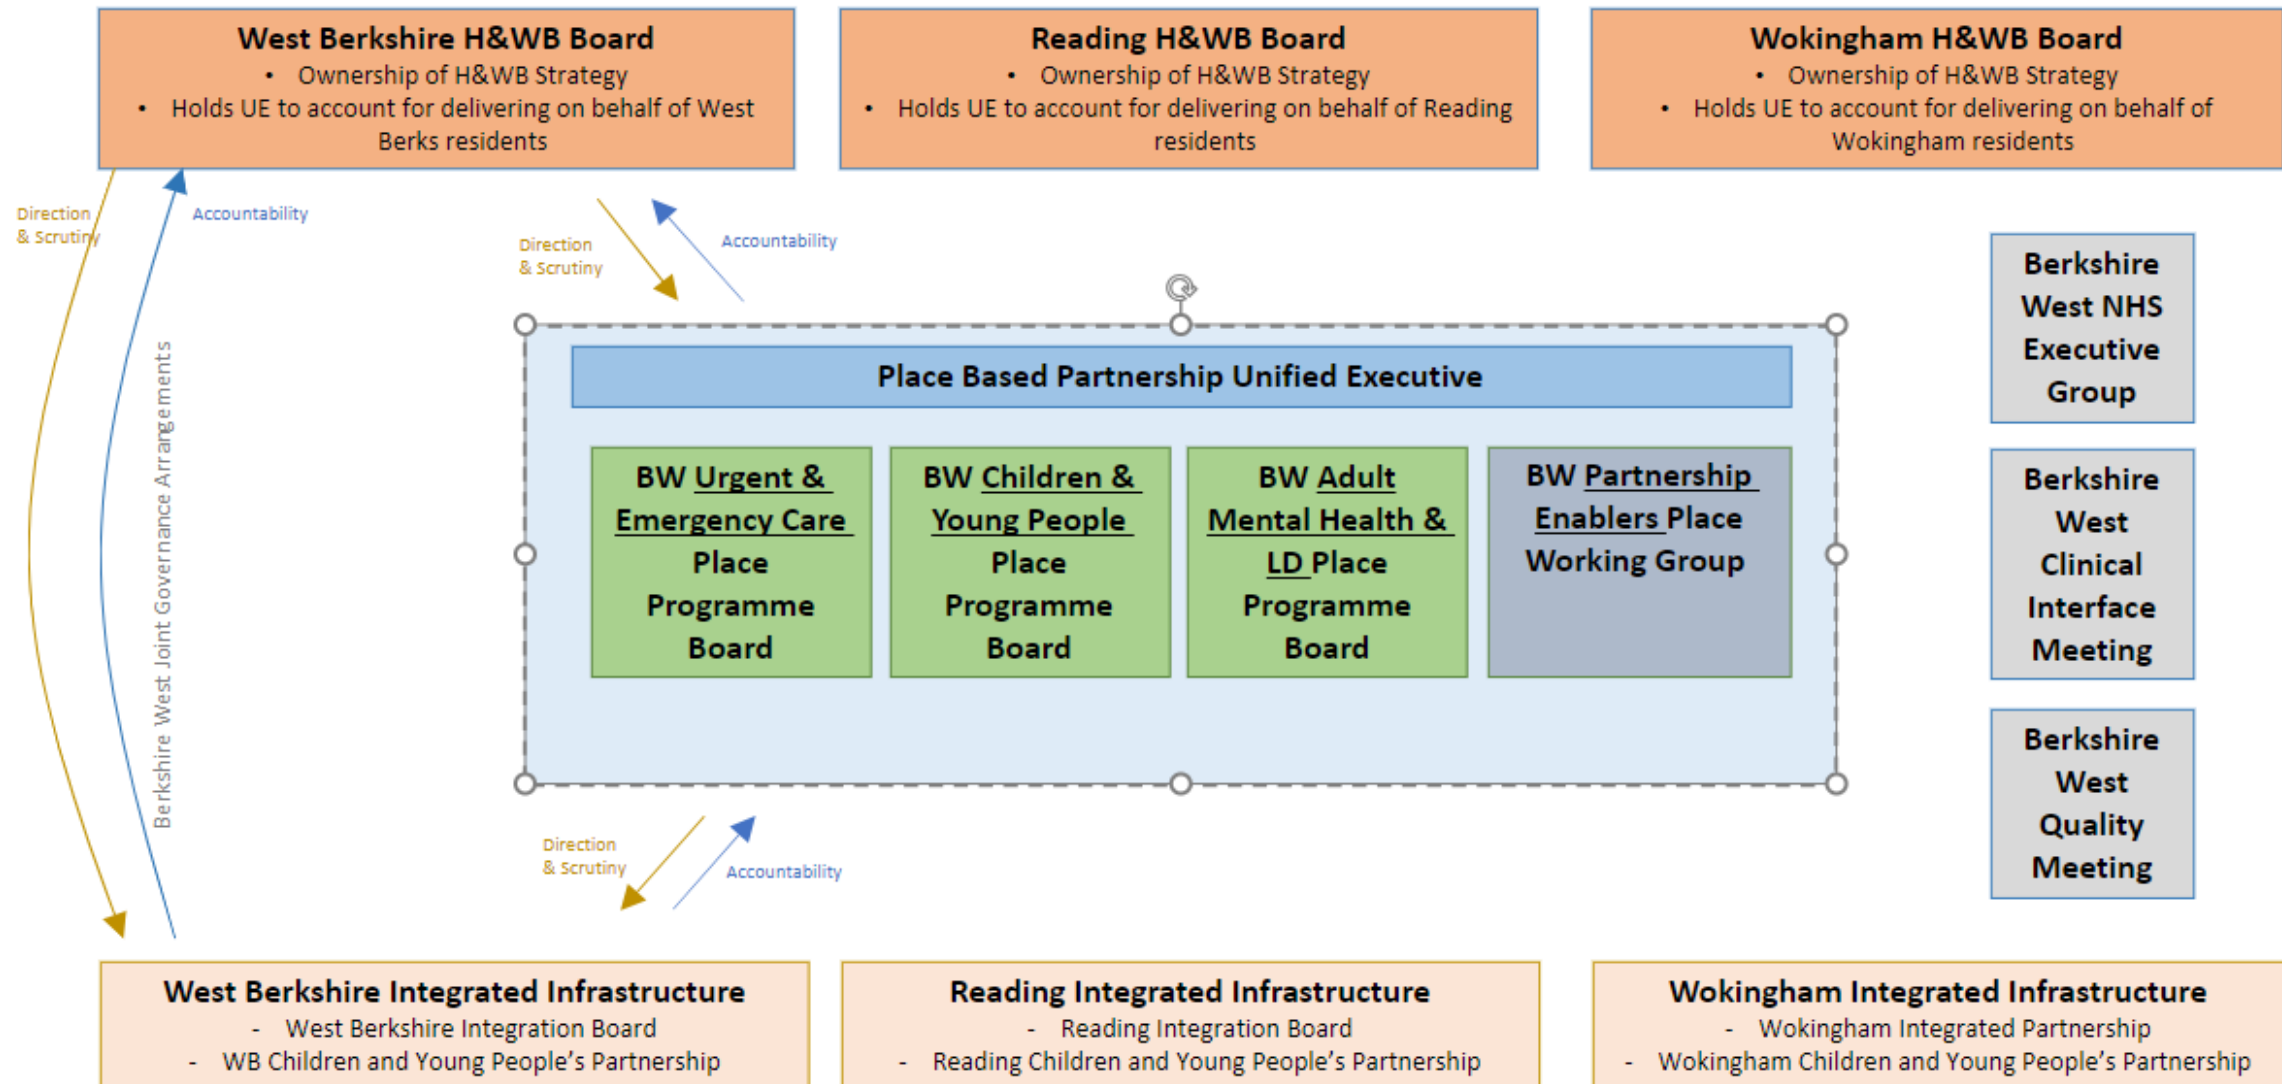 West Berkshire H&WB Board
• Ownership of H&WB Strategy
• Holds UE to account for delivering on behalf of West
Berks residents
Reading H&WB Board
• Ownership of H&WB Strategy
• Holds UE to account for delivering on behalf of Reading
residents
Wokingham H&WB Board
• Ownership of H&WB Strategy
• Holds UE to account for delivering on behalf of
Wokingham residents
Direction
& Scrutiny
Accountability
Direction
& Scrutiny
Accountability
Berkshire West Joint Governance Arrangements
Place Based Partnership Unified Executive
BW Urgent &
Emergency Care
Place
Programme
Board
BW Children &
Young People
Place
Programme
Board
BW Adult
Mental Health &
LD Place
Programme
Board
BW Partnership
Enablers Place
Working Group
Berkshire
West NHS
Executive
Group
Berkshire
West
Clinical
Interface
Meeting
Berkshire
West
Quality
Meeting
Direction
& Scrutiny
Accountability
West Berkshire Integrated Infrastructure
- West Berkshire Integration Board
- WB Children and Young People's Partnership
Reading Integrated Infrastructure
- Reading Integration Board
- Reading Children and Young People's Partnership
Wokingham Integrated Infrastructure
- Wokingham Integrated Partnership
- Wokingham Children and Young People's Partnership